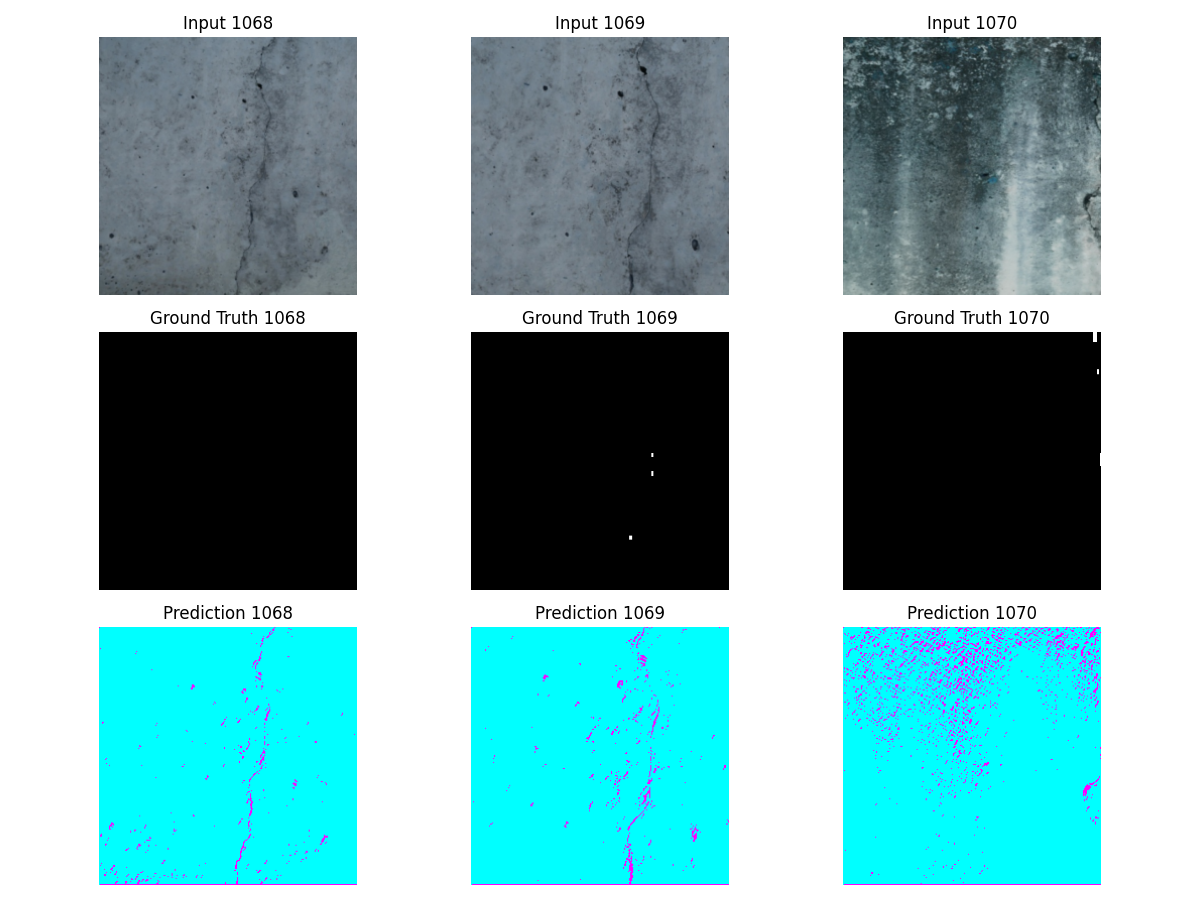 Input 1068
Input 1069
Input 1070
Ground Truth 1068
Ground Truth 1069
Ground Truth 1070
Prediction 1068
Prediction 1069
Prediction 1070